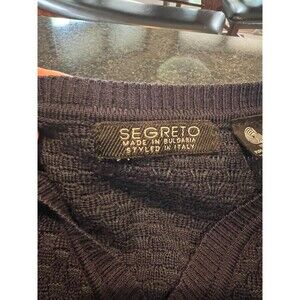 SEGRETO
MADE IN BULGARIA
STYLED IN ITALY